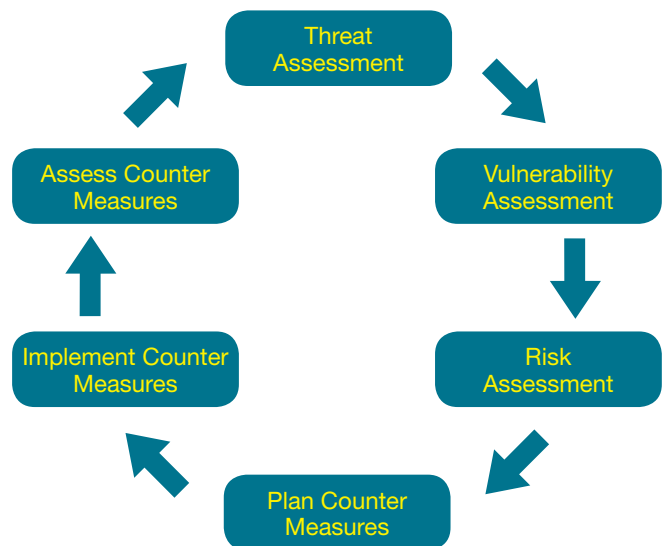 Threat
Assessment
Vulnerability
Assessment
Risk
Assessment
Plan Counter
Measures
Implement Counter
Measures
Assess Counter
Measures